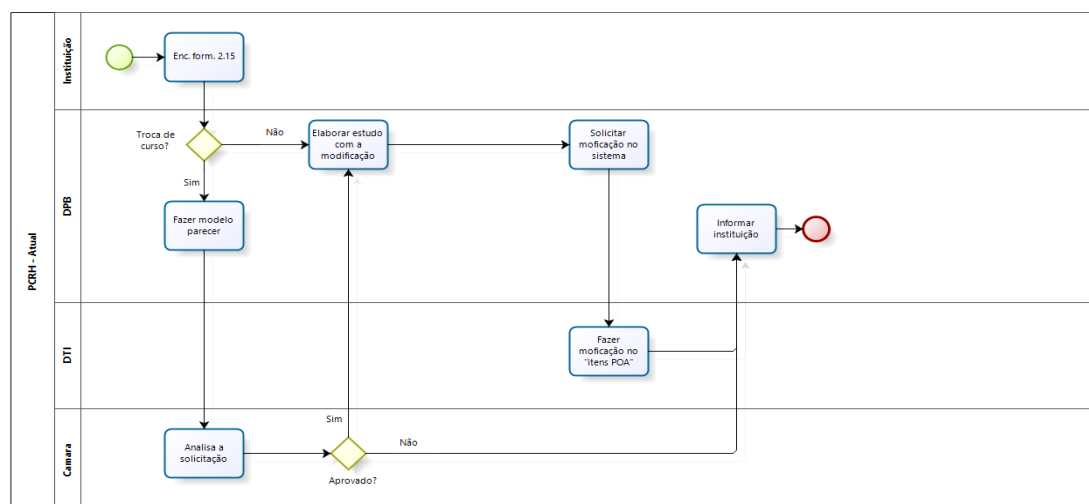 PCRH - Atual
Instituição
Enc. form. 2.15
DPB
Troca de
curso?
Não
Sim
Elaborar estudo
com a
modificação
Solicitar
moficação no
sistema
Fazer modelo
parecer
Informar
instituição
DTI
Fazer
moficação no
"itens POA"
Camara
Analisa a
solicitação
Sim
Não
Aprovado?